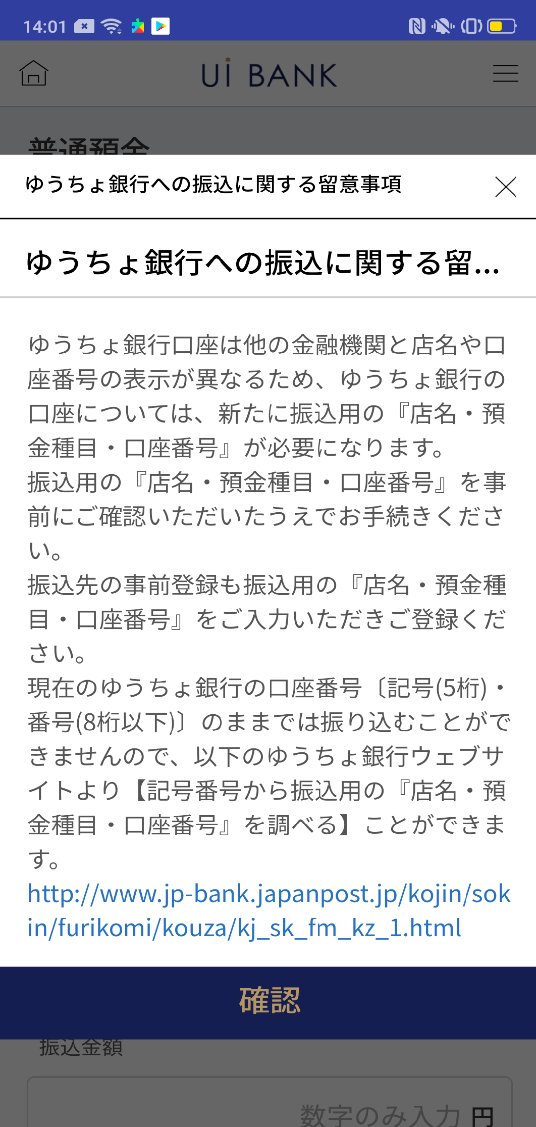 14:01
UI BANK
普通預金
ゆうちょ銀行への振込に関する留意事項
ゆうちょ銀行への振込に関する留...
ゆうちょ銀行口座は他の金融機関と店名や口
座番号の表示が異なるため、ゆうちょ銀行の
口座については、新たに振込用の『店名・預
金種目・口座番号』が必要になります。
振込用の『店名・預金種目・口座番号』を事
前にご確認いただいたうえでお手続きくださ
い。
振込先の事前登録も振込用の『店名・預金種
目・口座番号』をご入力いただきご登録くだ
さい。
現在のゆうちょ銀行の口座番号〔記号(5桁)・
番号(8桁以下)〕のままでは振り込むことがで
きませんので、以下のゆうちょ銀行ウェブサ
イトより【記号番号から振込用の『店名・預
金種目・口座番号』を調べる】ことができま
す。
http://www.jp-bank.japanpost.jp/kojin/sok
in/furikomi/kouza/kj_sk_fm_kz_1.html
確認
振込金額
数字のみ入力 円